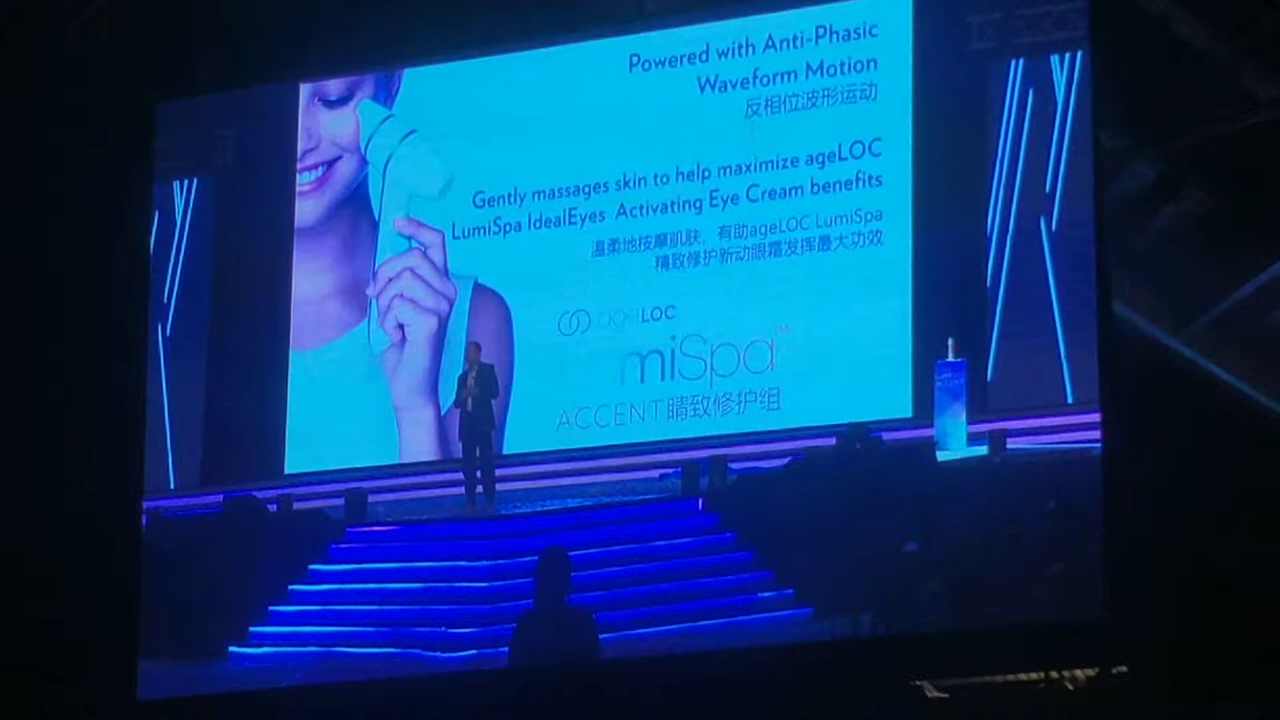 Powered with Anti-Phasic
Waveform Motion
反相位波形运动
Gently massages skin to help maximize ageLOC
LumiSpa IdealEyes Activating Eye Cream benefits
温柔地按摩肌肤，有助ageLOC LumiSpa
精致修护新动眼霜发挥最大功效
ageLOC
miSpa™
ACCENT睛致修护组